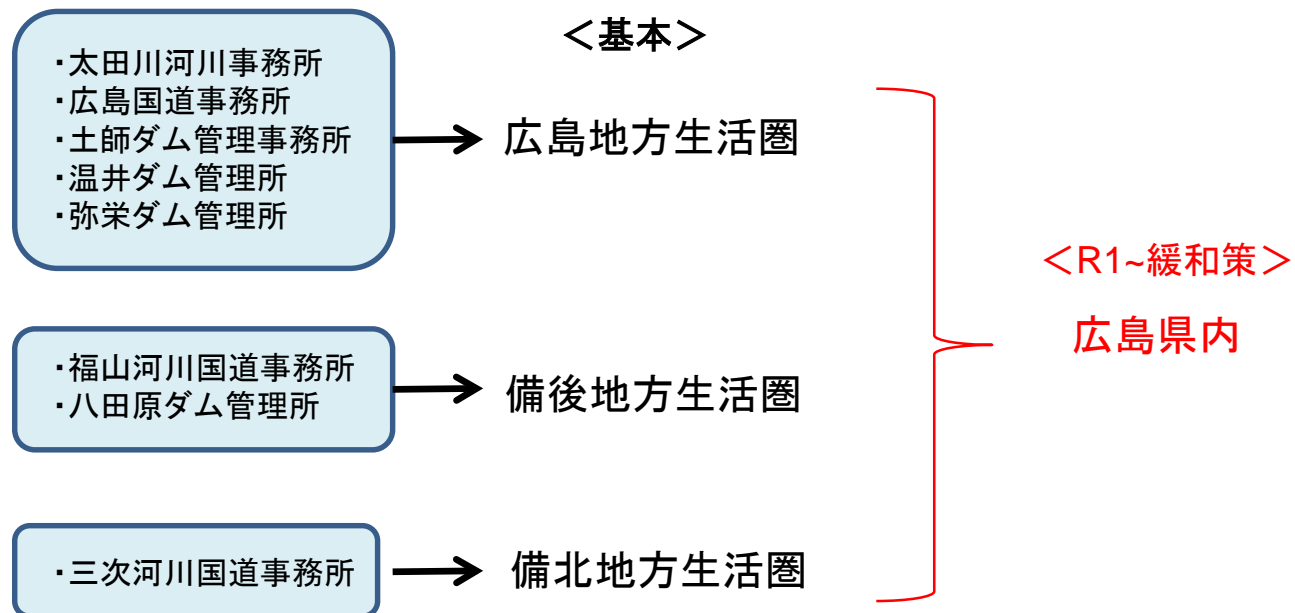 ＜基本＞
・太田川河川事務所
・広島国道事務所
・土師ダム管理事務所
・温井ダム管理所
・弥栄ダム管理所
広島地方生活圏
・福山河川国道事務所
・八田原ダム管理所
備後地方生活圏
・三次河川国道事務所
備北地方生活圏
＜R1~緩和策＞
広島県内